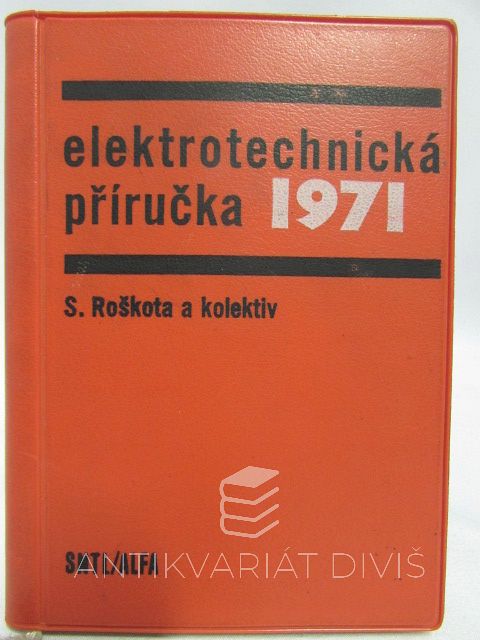 elektrotechnická
příručka 1971
S. Roškota a kolektiv
SNTL/ALFA
ANTIKVARIÁT DIVIŠ